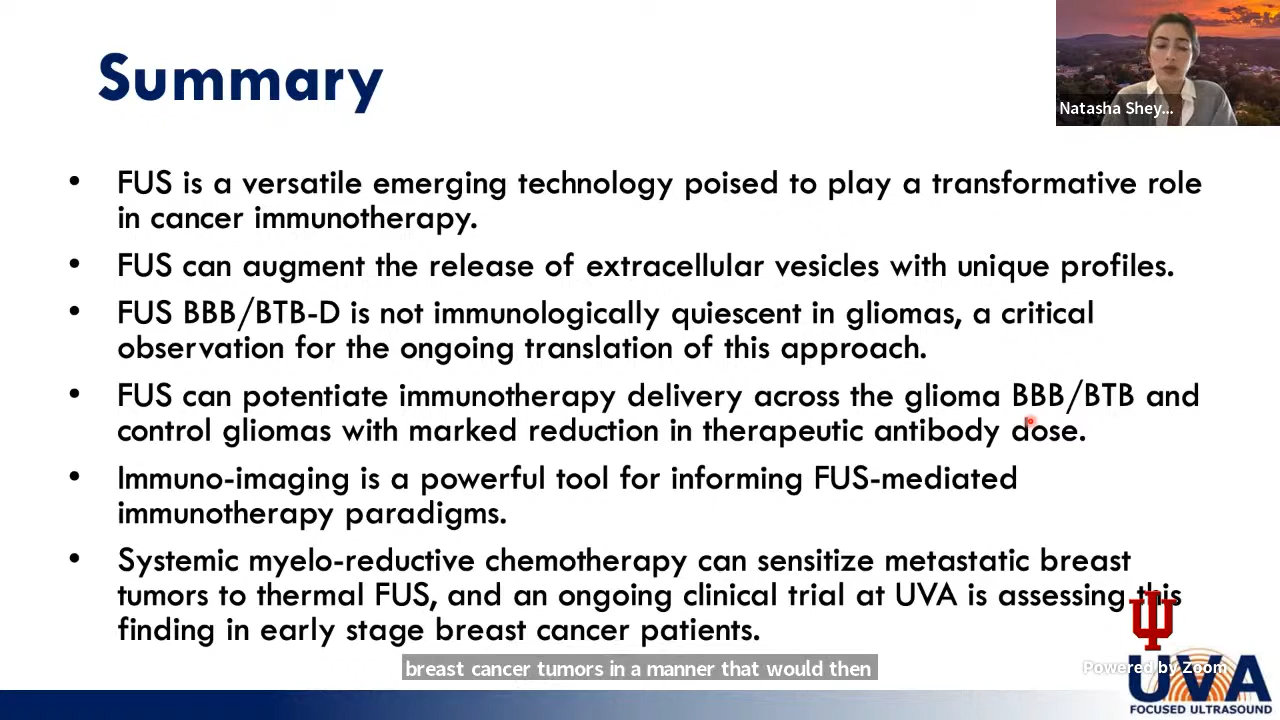 Summary
Natasha Shey...
• FUS is a versatile emerging technology poised to play a transformative role
in cancer immunotherapy.
• FUS can augment the release of extracellular vesicles with unique profiles.
• FUS BBB/BTB-D is not immunologically quiescent in gliomas, a critical
observation for the ongoing translation of this approach.
• FUS can potentiate immunotherapy delivery across the glioma BBB/BTB and
control gliomas with marked reduction in therapeutic antibody dose.
• Immuno-imaging is a powerful tool for informing FUS-mediated
immunotherapy paradigms.
• Systemic myelo-reductive chemotherapy can sensitize metastatic breast
tumors to thermal FUS, and an ongoing clinical trial at UVA is assessing this
finding in early stage breast cancer patients.
breast cancer tumors in a manner that would then
Powered by Zoom
UVA
FOCUSED ULTRASOUND